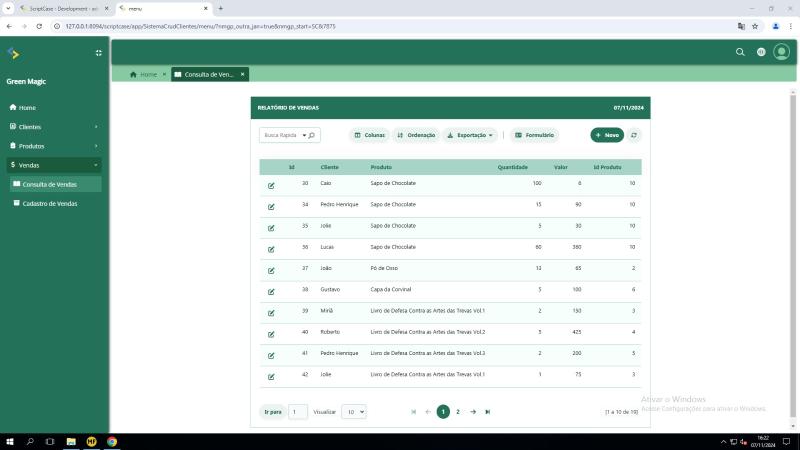 ScriptCase - Development - adm
menu
127.0.0.1:8094/scriptcase/app/SistemaCrudClientes/menu/?nmgp_outra_jan=true&nmgp_start=SC&7875
Green Magic
Home
Clientes
Produtos
Vendas
Consulta de Vendas
Cadastro de Vendas
Home
Consulta de Ven...
RELATÓRIO DE VENDAS 07/11/2024
Busca Rapida
Colunas
Ordenação
Exportação
Formulário
Novo
Id Cliente Produto Quantidade Valor Id Produto
30 Caio Sapo de Chocolate 100 6 10
34 Pedro Henrique Sapo de Chocolate 15 90 10
35 Jolie Sapo de Chocolate 5 30 10
36 Lucas Sapo de Chocolate 60 360 10
37 João Pó de Osso 13 65 2
38 Gustavo Capa da Corvinal 5 100 6
39 Miriã Livro de Defesa Contra as Artes das Trevas Vol.1 2 150 3
40 Roberto Livro de Defesa Contra as Artes das Trevas Vol.2 5 425 4
41 Pedro Henrique Livro de Defesa Contra as Artes das Trevas Vol.3 2 200 5
42 Jolie Livro de Defesa Contra as Artes das Trevas Vol.1 1 75 3
Ir para 1 Visualizar 10 1 2 [1 a 10 de 19]
Ativar o Windows
Acesse Configurações para ativar o Windows.
16:22
07/11/2024